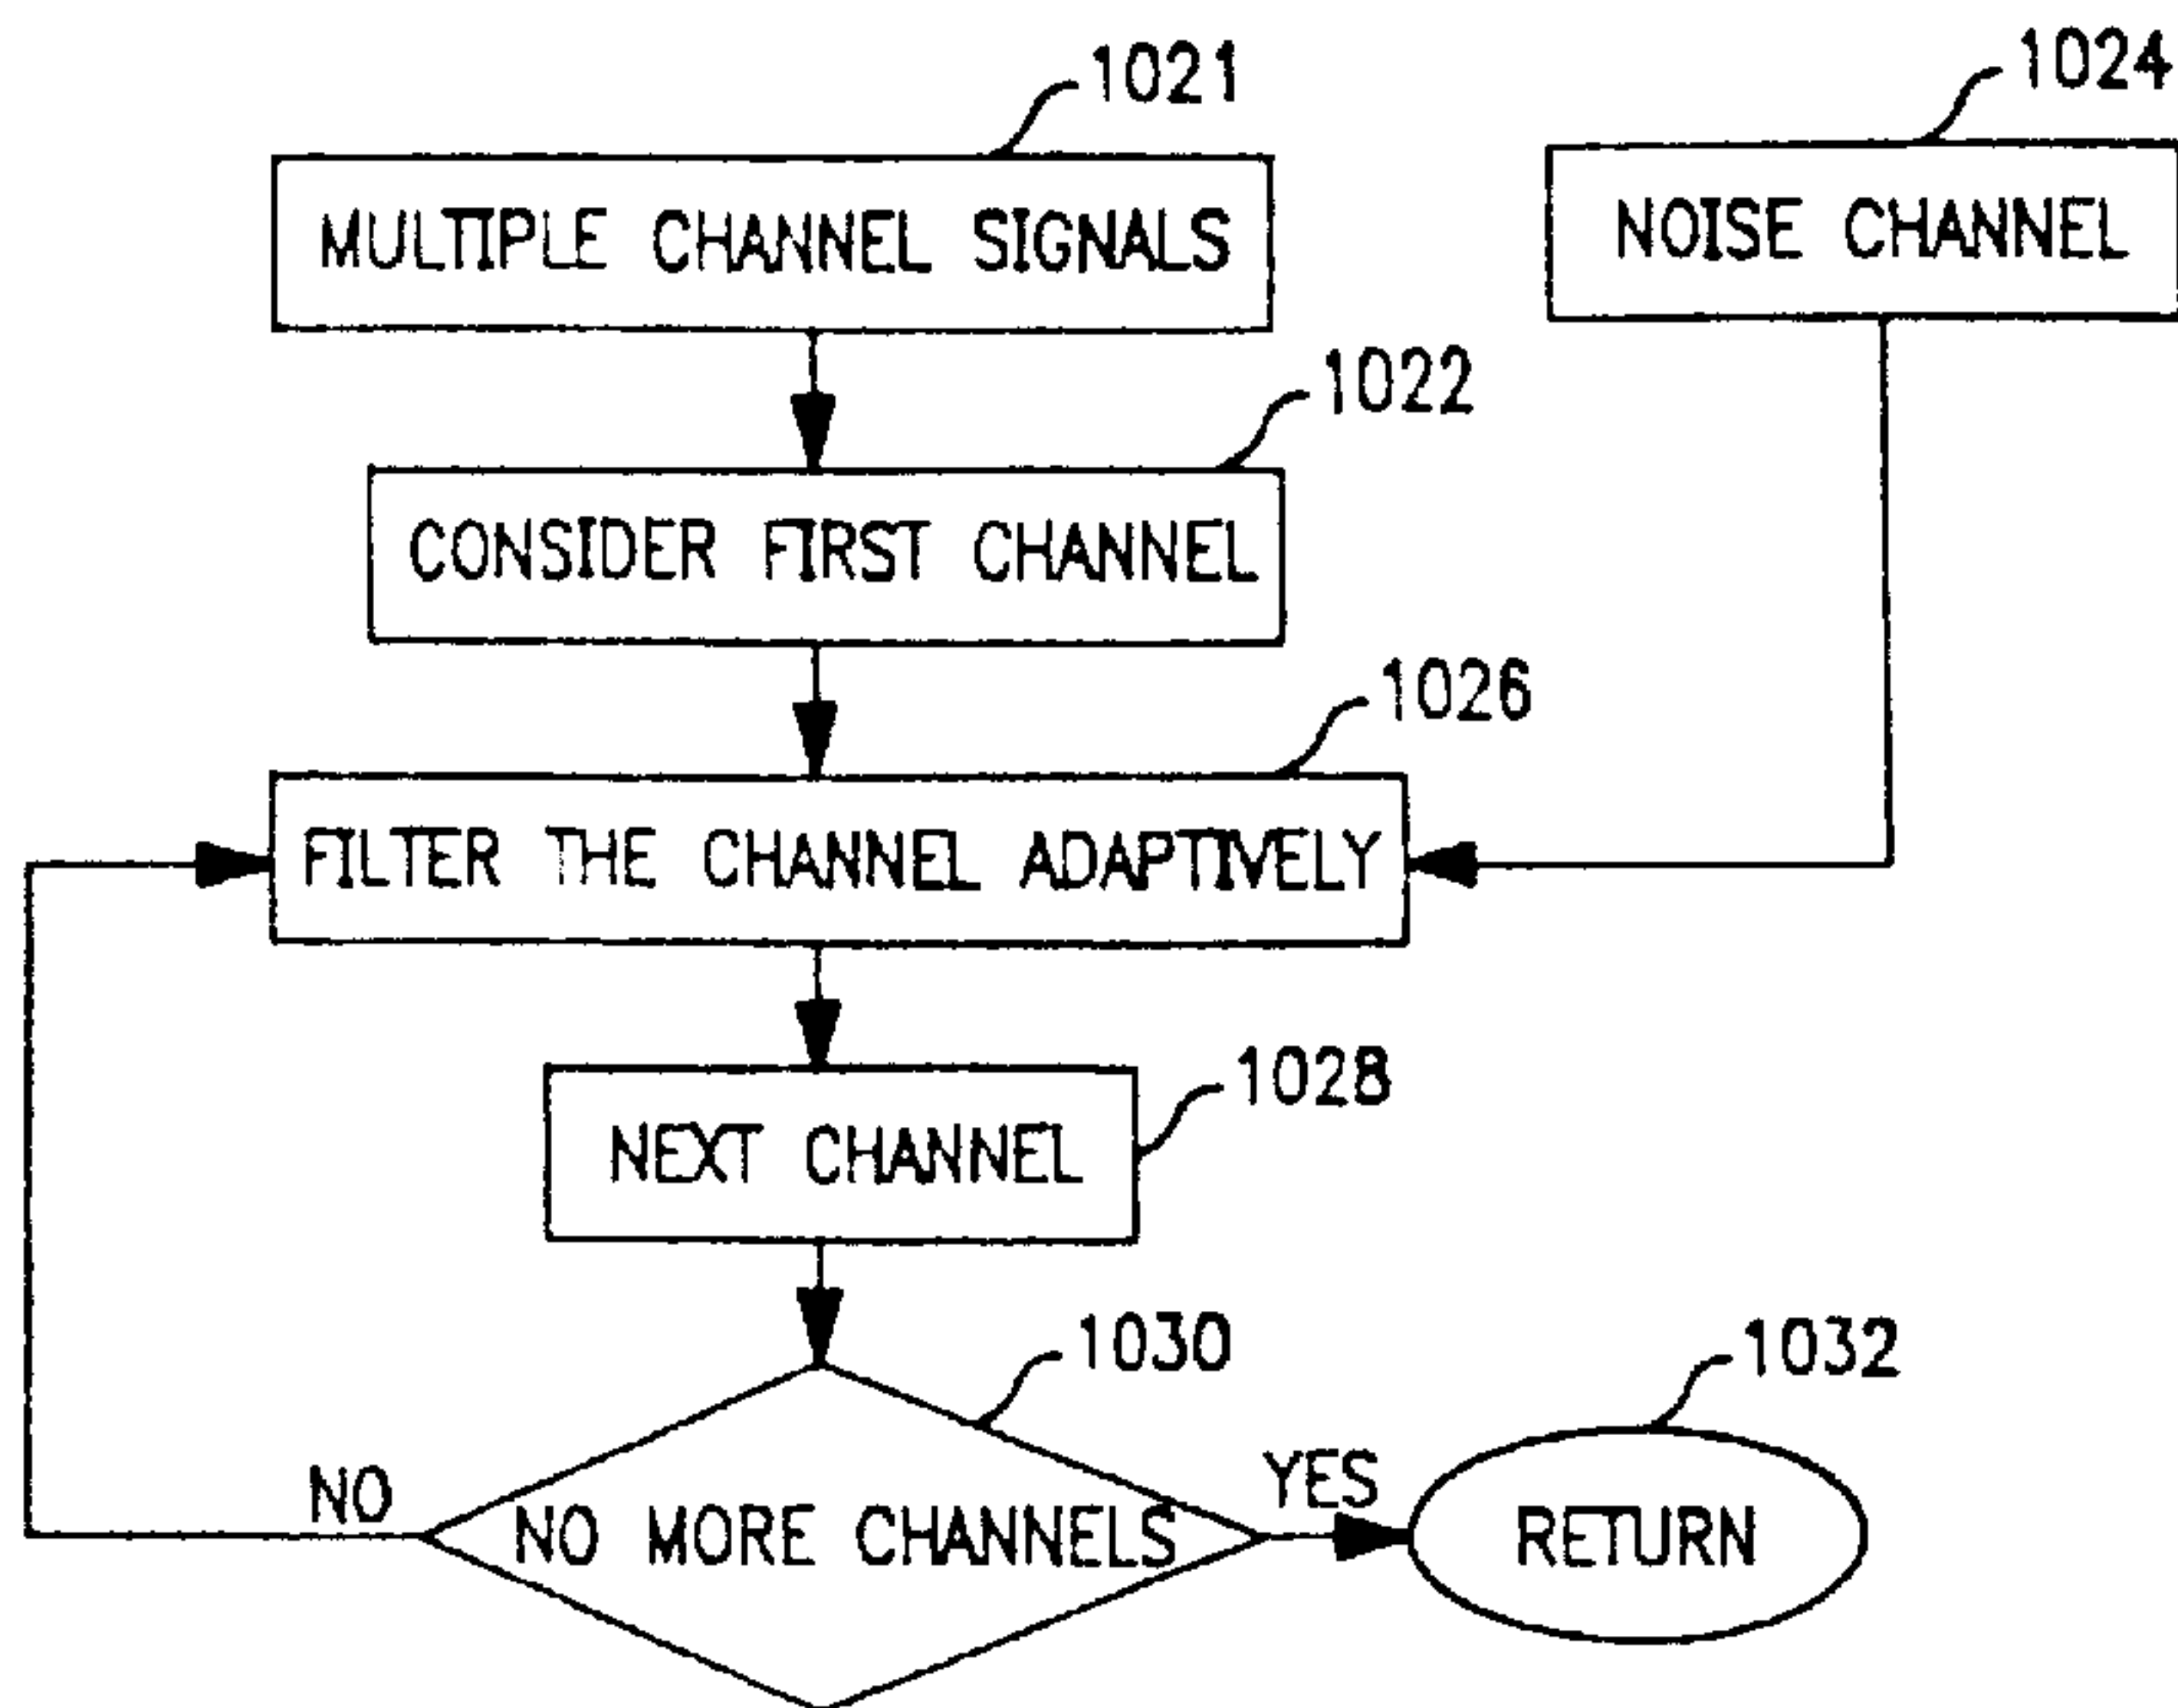 1021
1024
MULTIPLE CHANNEL SIGNALS
NOISE CHANNEL
1022
CONSIDER FIRST CHANNEL
1026
FILTER THE CHANNEL ADAPTIVELY
1028
NEXT CHANNEL
1030
1032
NO
YES
NO MORE CHANNELS
RETURN